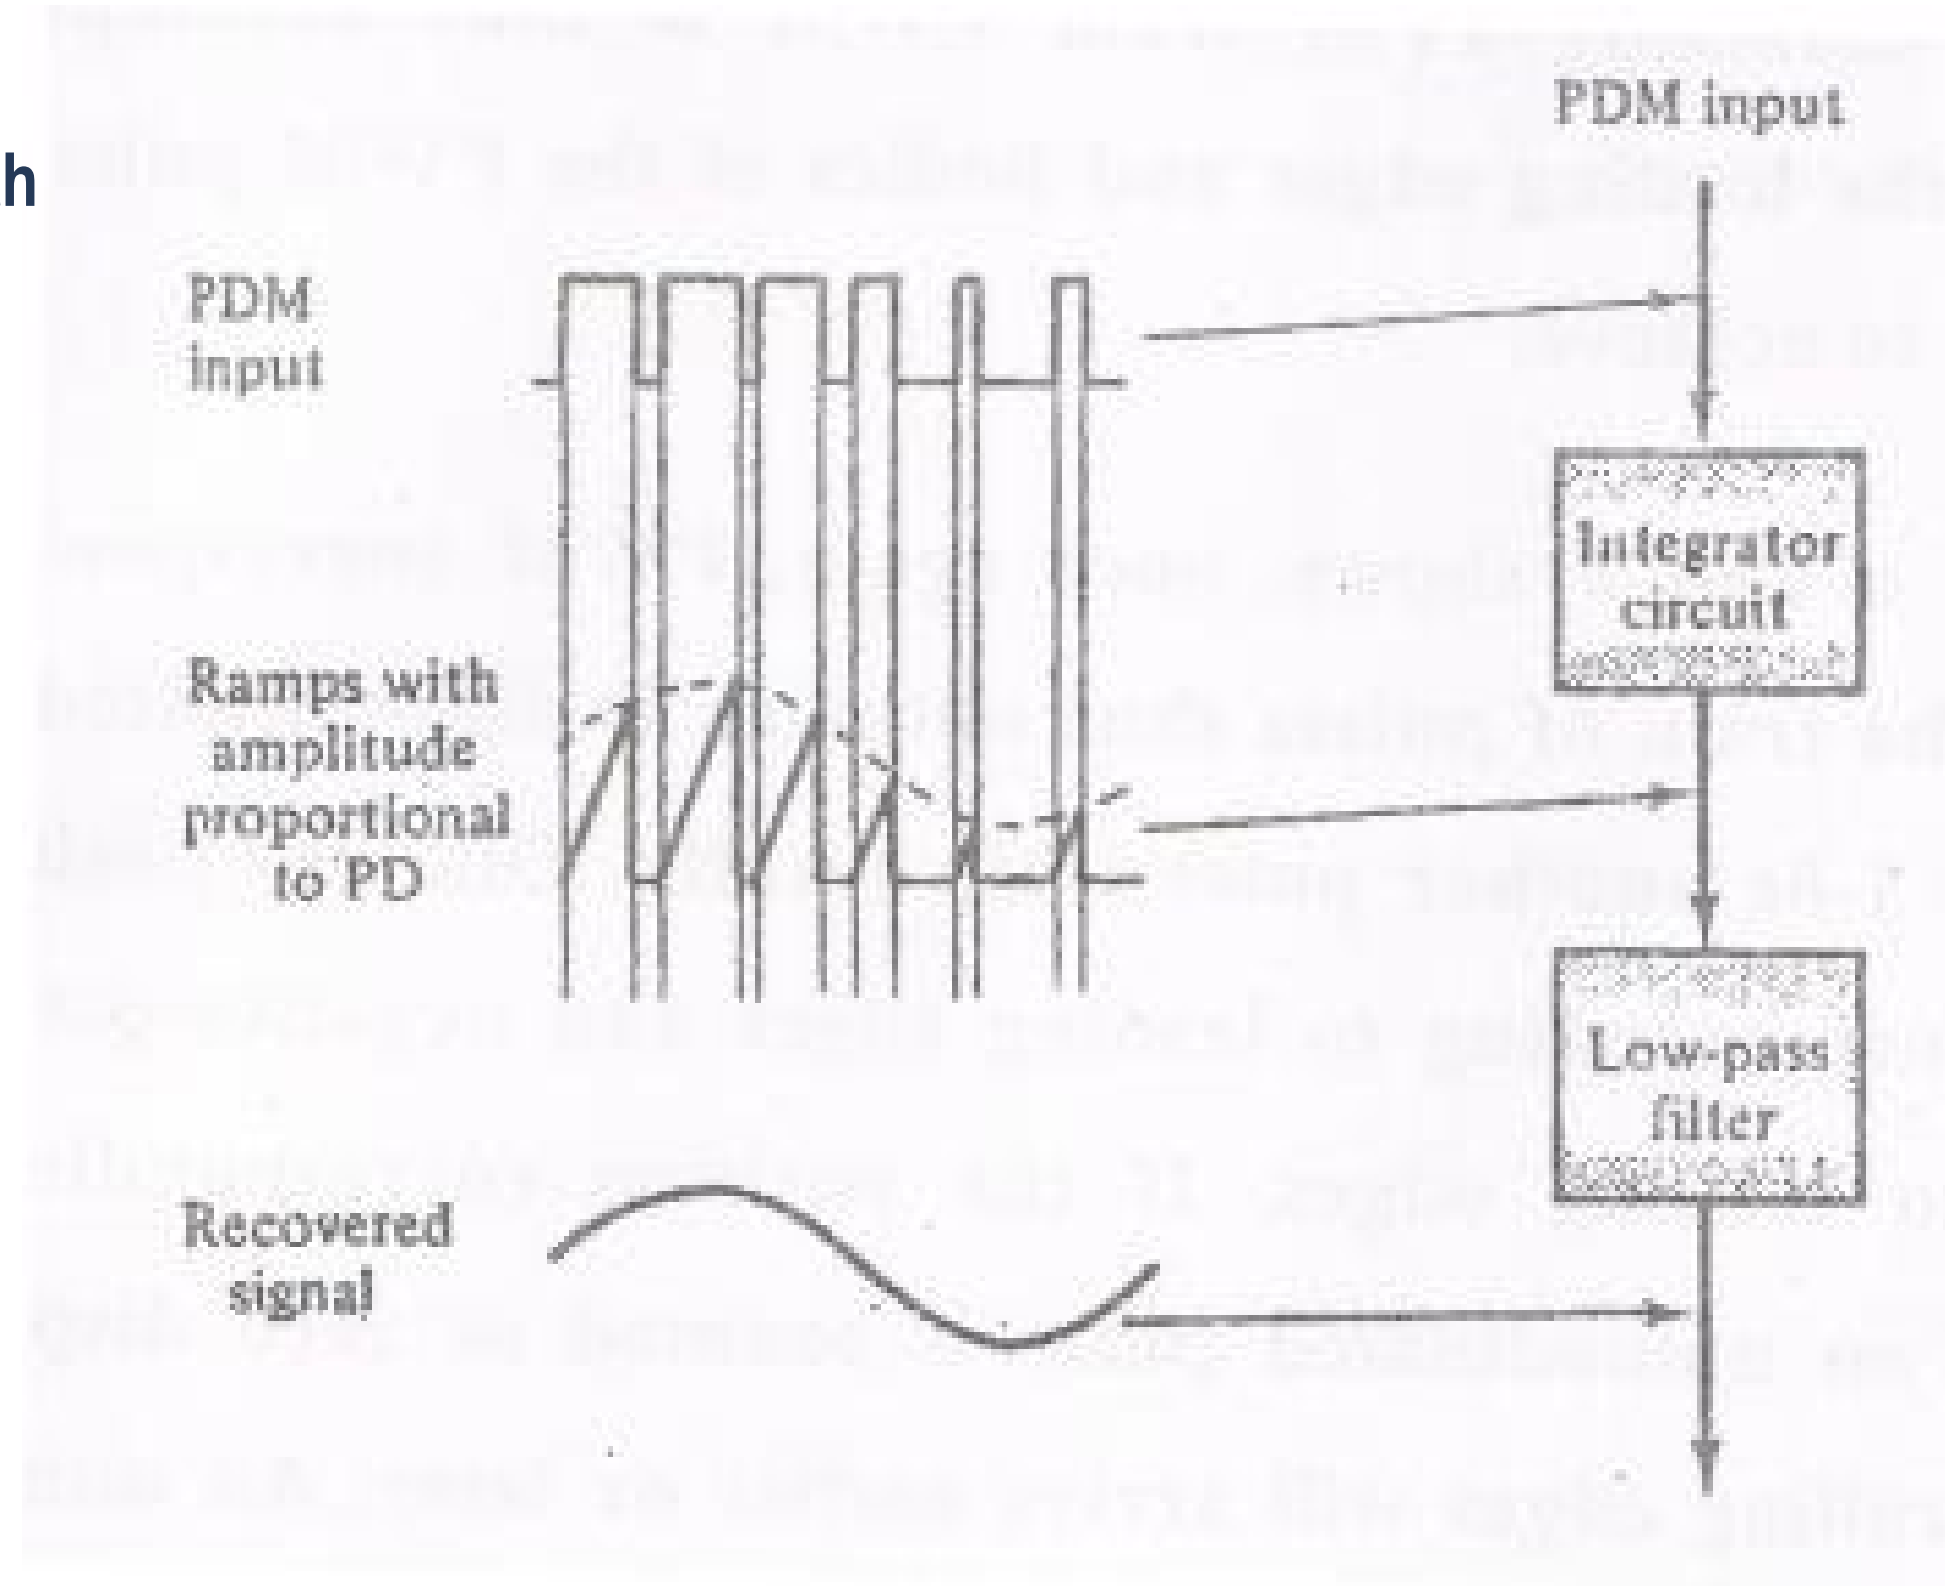 PDM input
PDM
input
Integrator
circuit
Ramps with
amplitude
proportional
to PD
Low-pass
filter
Recovered
signal